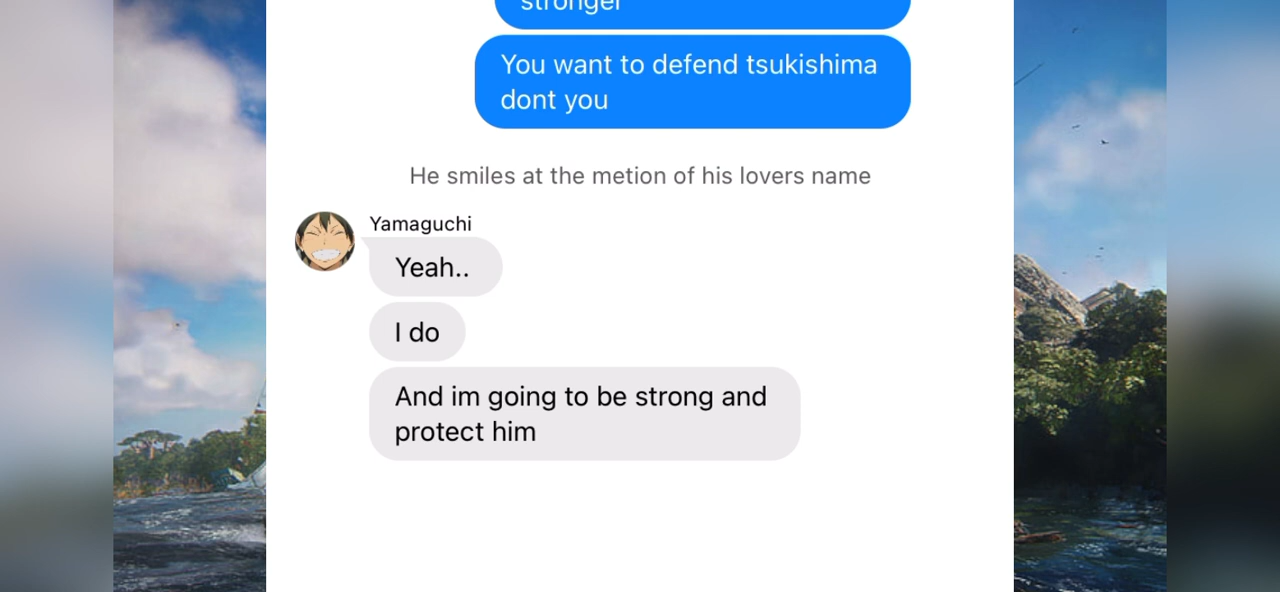 stronger
You want to defend tsukishima
dont you
He smiles at the metion of his lovers name
Yamaguchi
Yeah..
I do
And im going to be strong and
protect him